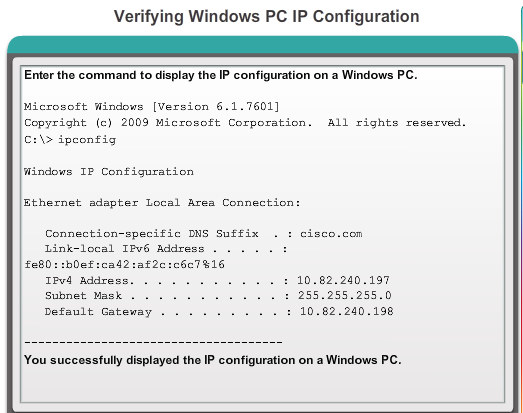 Verifying Windows PC IP Configuration
Enter the command to display the IP configuration on a Windows PC.
Microsoft Windows [Version 6.1.7601]
Copyright (c) 2009 Microsoft Corporation.  All rights reserved.
C:\> ipconfig
Windows IP Configuration
Ethernet adapter Local Area Connection:
Connection-specific DNS Suffix  . : cisco.com
Link-local IPv6 Address . . . . . :
fe80::b0ef:ca42:af2c:c6c7%16
IPv4 Address. . . . . . . . . . . : 10.82.240.197
Subnet Mask . . . . . . . . . . . : 255.255.255.0
Default Gateway . . . . . . . . . : 10.82.240.198
-----------------------------------
You successfully displayed the IP configuration on a Windows PC.